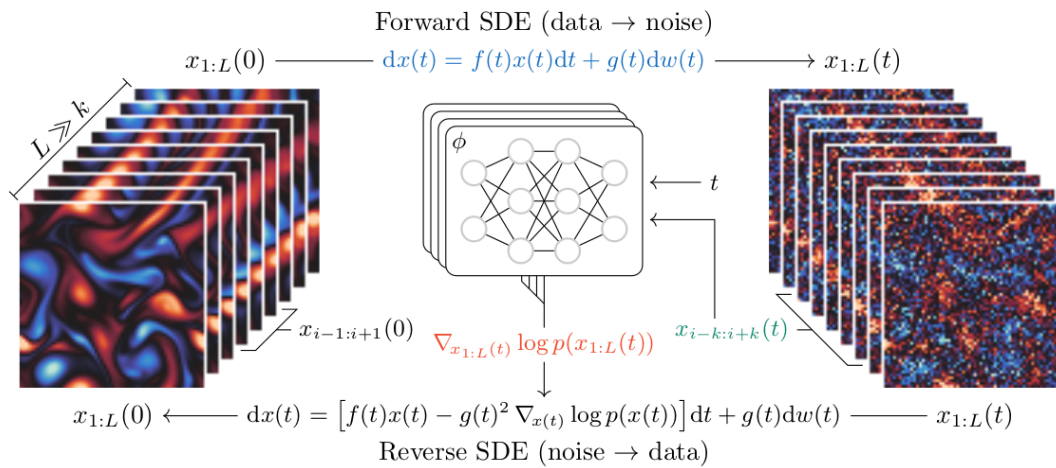 Forward SDE (data → noise)
x_{1:L}(0) dx(t) = f(t)x(t)dt + g(t)dw(t) x_{1:L}(t)
L ≫ k
ϕ
t
x_{i−1:i+1}(0)
∇_{x_{1:L}(t)} log p(x_{1:L}(t))
x_{i−k:i+k}(t)
x_{1:L}(0) dx(t) = [f(t)x(t) − g(t)² ∇_{x(t)} log p(x(t))]dt + g(t)dw(t) x_{1:L}(t)
Reverse SDE (noise → data)